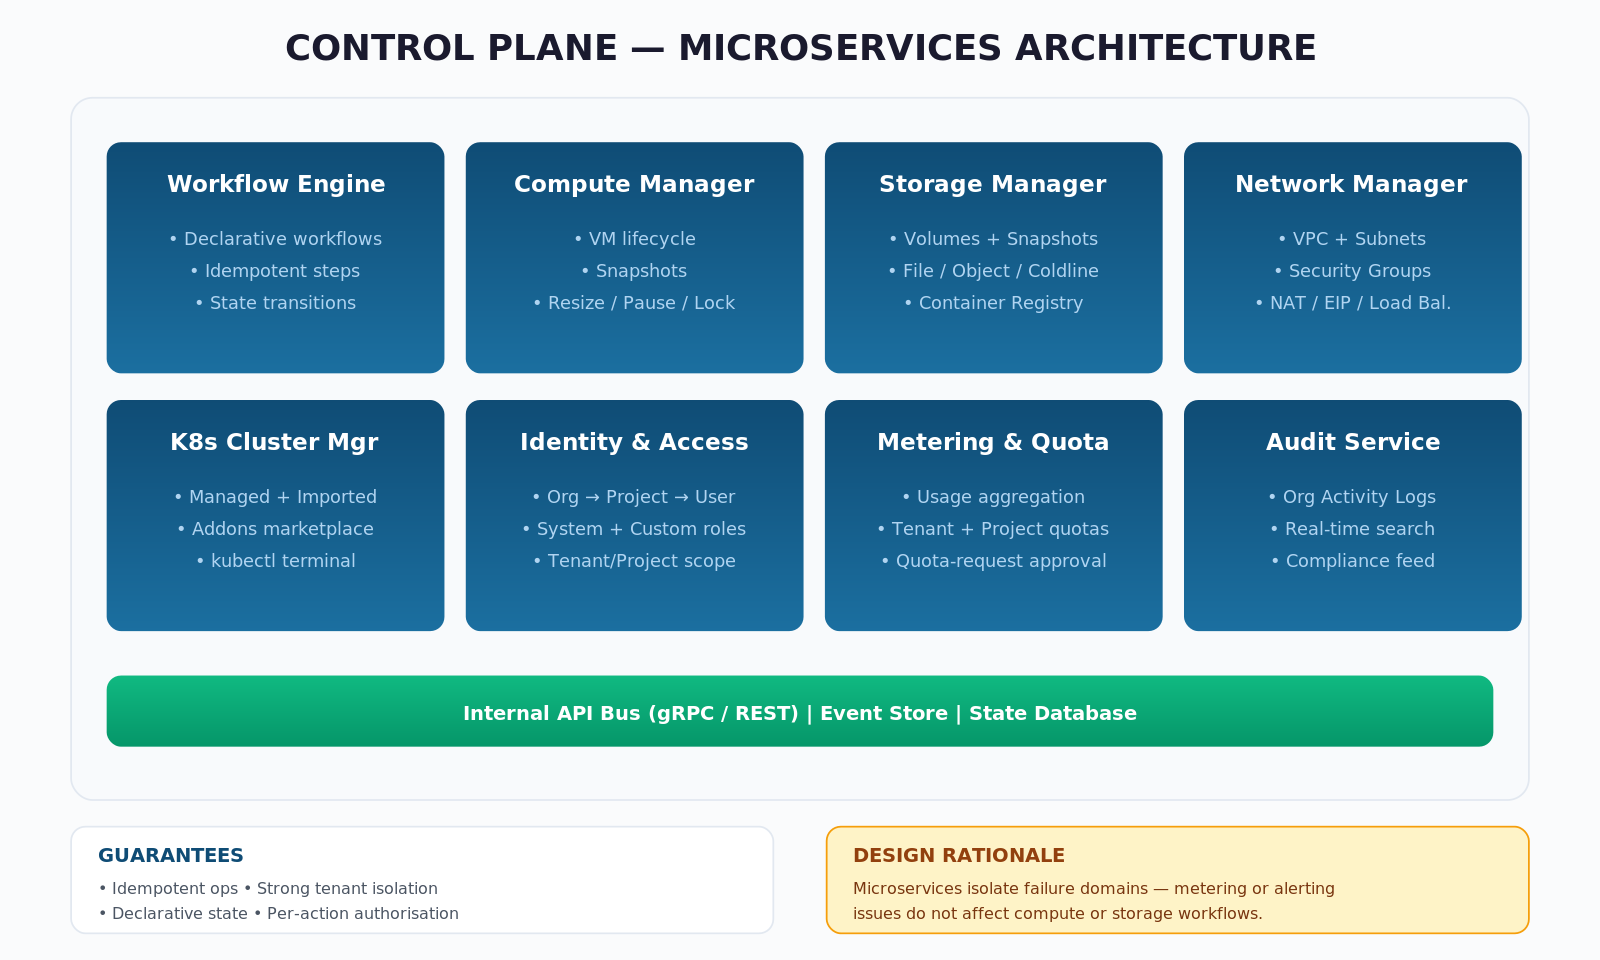 CONTROL PLANE — MICROSERVICES ARCHITECTURE
Workflow Engine
• Declarative workflows
• Idempotent steps
• State transitions
Compute Manager
• VM lifecycle
• Snapshots
• Resize / Pause / Lock
Storage Manager
• Volumes + Snapshots
• File / Object / Coldline
• Container Registry
Network Manager
• VPC + Subnets
• Security Groups
• NAT / EIP / Load Bal.
K8s Cluster Mgr
• Managed + Imported
• Addons marketplace
• kubectl terminal
Identity & Access
• Org → Project → User
• System + Custom roles
• Tenant/Project scope
Metering & Quota
• Usage aggregation
• Tenant + Project quotas
• Quota-request approval
Audit Service
• Org Activity Logs
• Real-time search
• Compliance feed
Internal API Bus (gRPC / REST) | Event Store | State Database
GUARANTEES
• Idempotent ops • Strong tenant isolation
• Declarative state • Per-action authorisation
DESIGN RATIONALE
Microservices isolate failure domains — metering or alerting
issues do not affect compute or storage workflows.